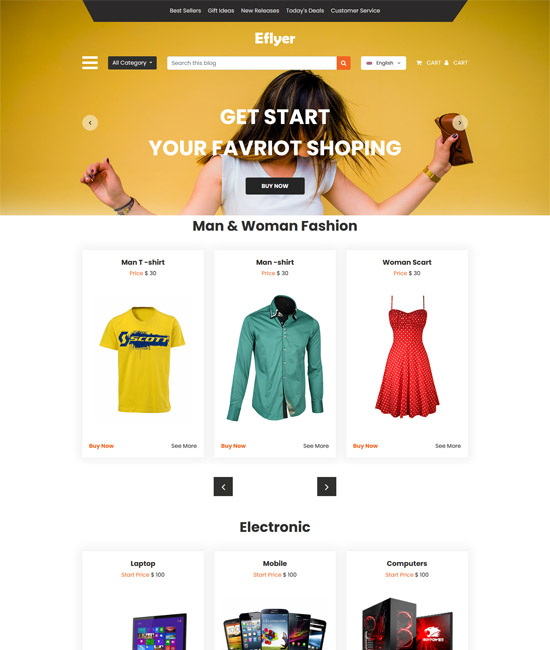 Best Sellers Gift Ideas New Releases Today's Deals Customer Service
Eflyer
All Category Search this blog English CART CART
GET START
YOUR FAVRIOT SHOPING
BUY NOW
Man & Woman Fashion
Man T -shirt Man -shirt Woman Scart
Price $ 30 Price $ 30 Price $ 30
SCOTT
Buy Now See More Buy Now See More Buy Now See More
Electronic
Laptop Mobile Computers
Start Price $ 100 Start Price $ 100 Start Price $ 100